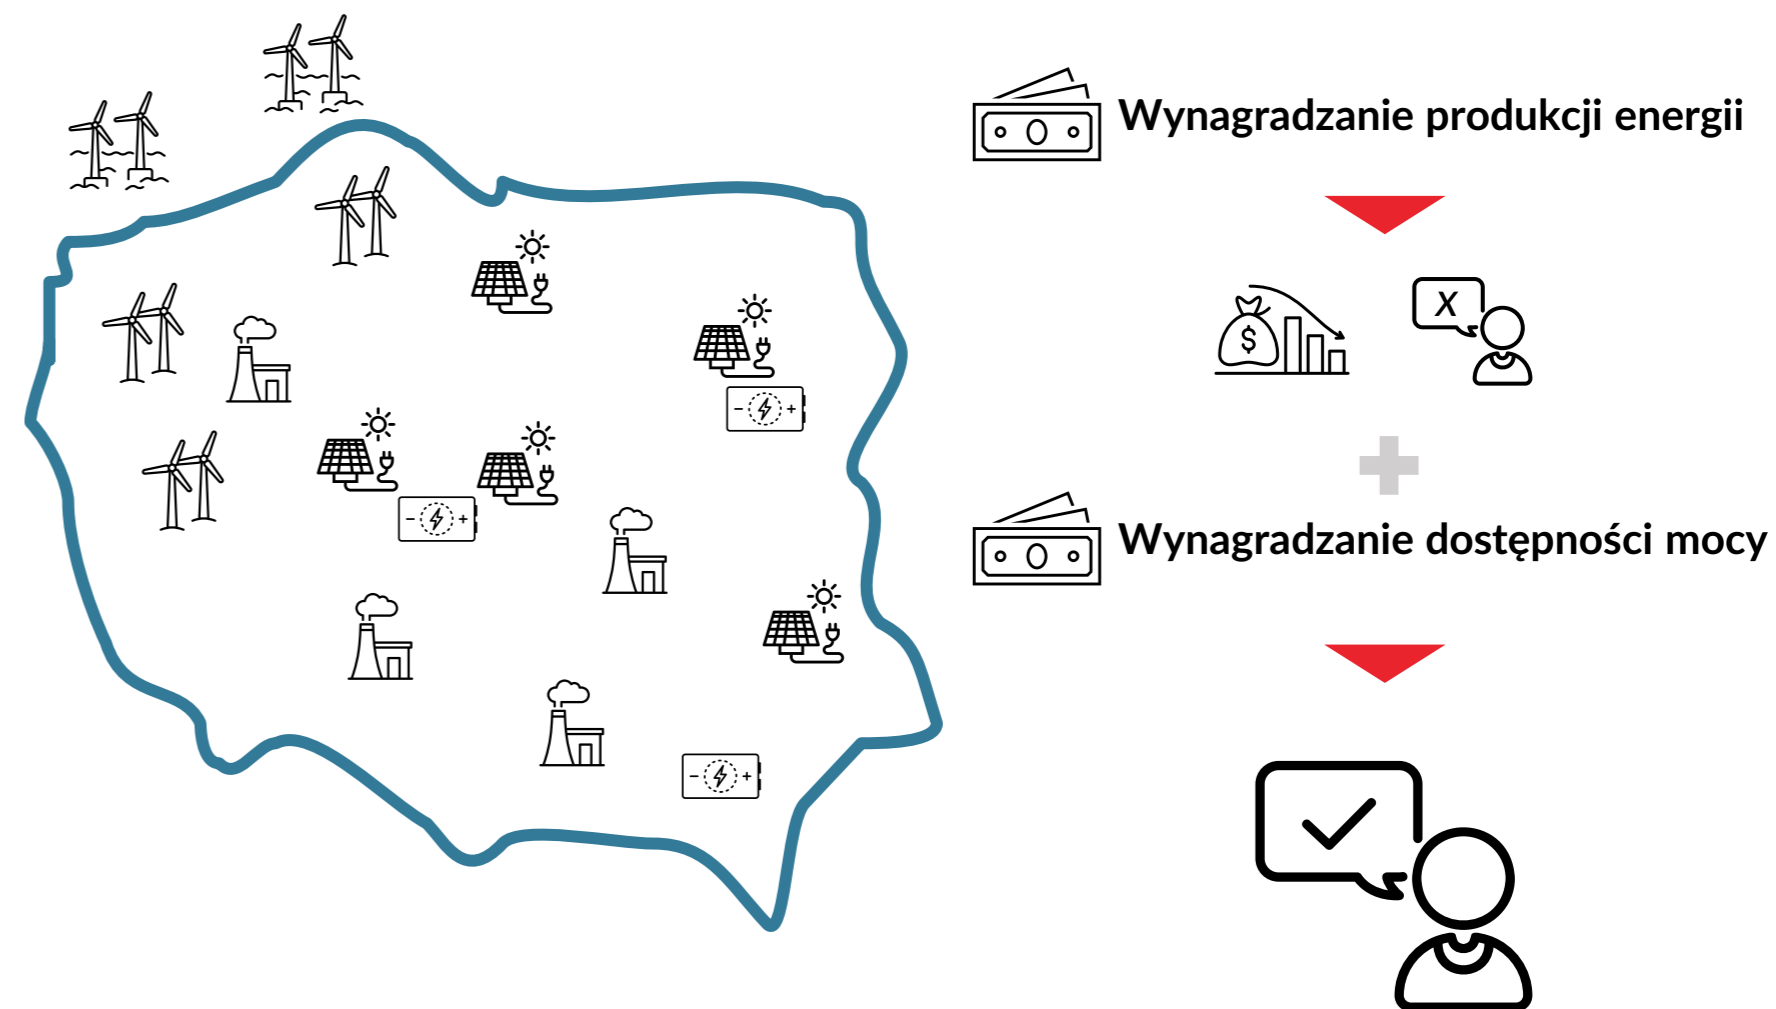 Wynagradzanie produkcji energii
$
X
- +
- +
Wynagradzanie dostępności mocy
- +